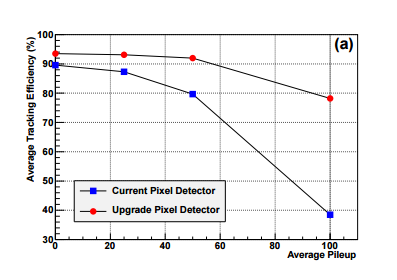 (a)
Average Tracking Efficiency (%)
100
90
80
70
60
50
40
30
Current Pixel Detector
Upgrade Pixel Detector
0 20 40 60 80 100
Average Pileup